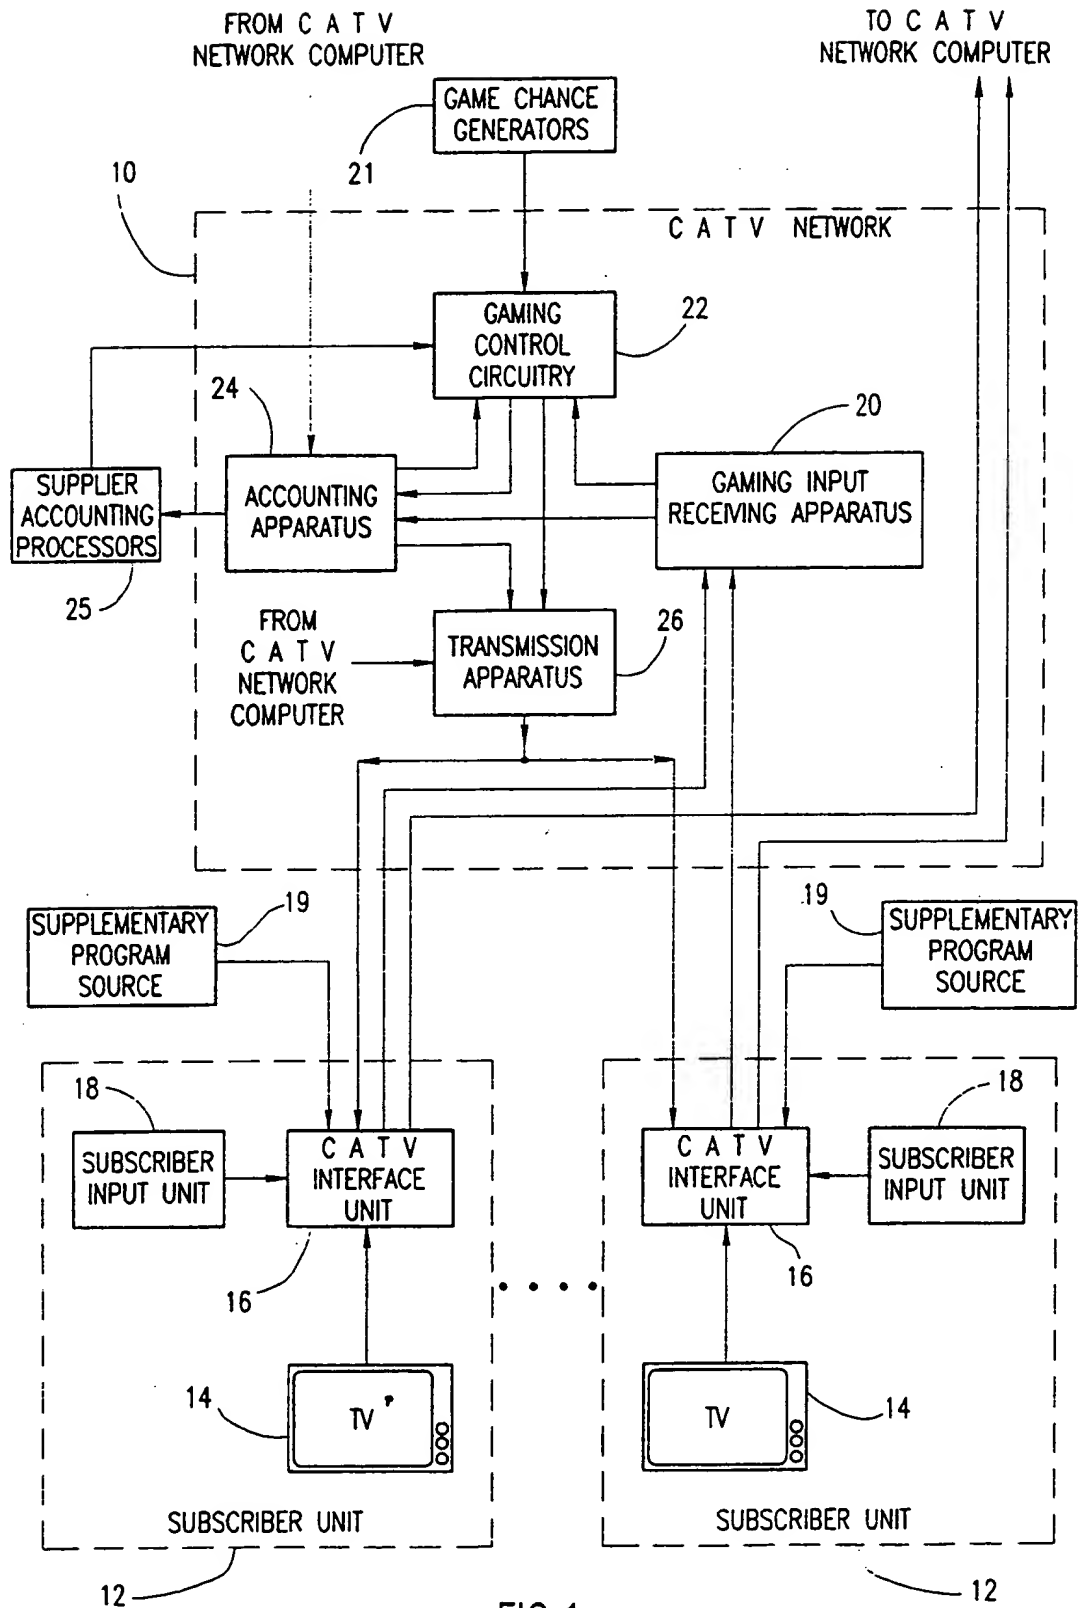 FROM C A T V
NETWORK COMPUTER
TO C A T V
NETWORK COMPUTER
GAME CHANCE
GENERATORS
21
10
C A T V NETWORK
GAMING
CONTROL
CIRCUITRY
22
24
20
SUPPLIER
ACCOUNTING
PROCESSORS
25
ACCOUNTING
APPARATUS
GAMING INPUT
RECEIVING APPARATUS
FROM
C A T V
NETWORK
COMPUTER
TRANSMISSION
APPARATUS
26
SUPPLEMENTARY
PROGRAM
SOURCE
19
19
SUPPLEMENTARY
PROGRAM
SOURCE
18
SUBSCRIBER
INPUT UNIT
C A T V
INTERFACE
UNIT
16
14
TV
SUBSCRIBER UNIT
12
C A T V
INTERFACE
UNIT
18
SUBSCRIBER
INPUT UNIT
16
TV
14
SUBSCRIBER UNIT
12